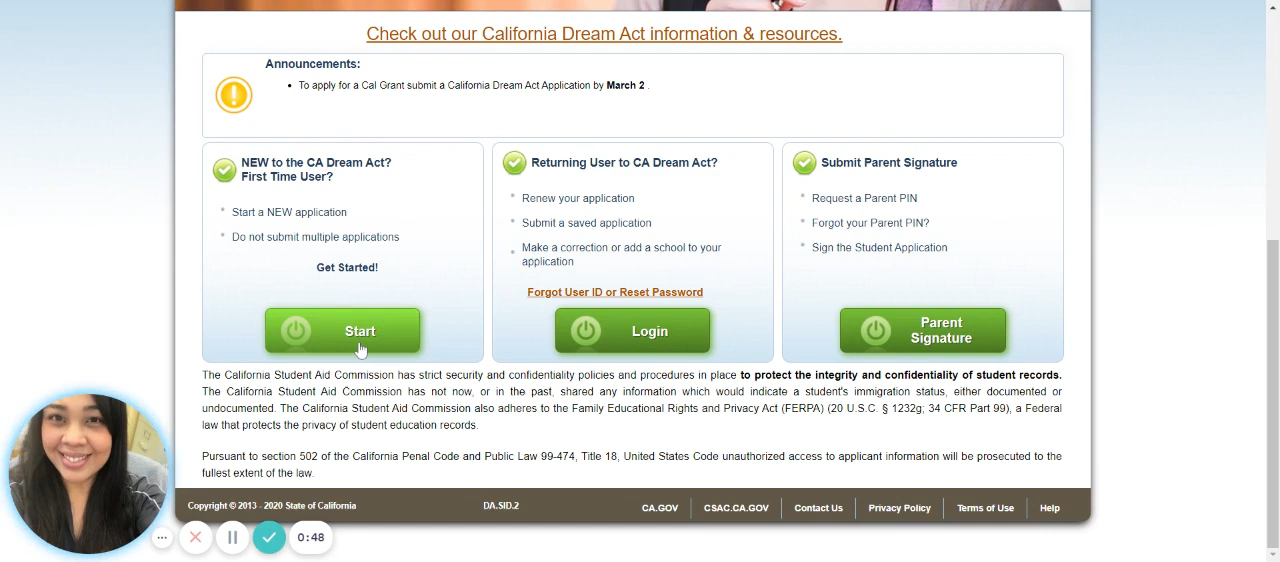 Check out our California Dream Act information & resources.
Announcements:
To apply for a Cal Grant submit a California Dream Act Application by March 2 .
NEW to the CA Dream Act?
First Time User?
Start a NEW application
Do not submit multiple applications
Get Started!
Start
Returning User to CA Dream Act?
Renew your application
Submit a saved application
Make a correction or add a school to your
application
Forgot User ID or Reset Password
Login
Submit Parent Signature
Request a Parent PIN
Forgot your Parent PIN?
Sign the Student Application
Parent
Signature
The California Student Aid Commission has strict security and confidentiality policies and procedures in place to protect the integrity and confidentiality of student records.
The California Student Aid Commission has not now, or in the past, shared any information which would indicate a student's immigration status, either documented or
undocumented. The California Student Aid Commission also adheres to the Family Educational Rights and Privacy Act (FERPA) (20 U.S.C. § 1232g; 34 CFR Part 99), a Federal
law that protects the privacy of student education records.
Pursuant to section 502 of the California Penal Code and Public Law 99-474, Title 18, United States Code unauthorized access to applicant information will be prosecuted to the
fullest extent of the law.
Copyright © 2013 - 2020 State of California
DA.SID.2
CA.GOV
CSAC.CA.GOV
Contact Us
Privacy Policy
Terms of Use
Help
0:48